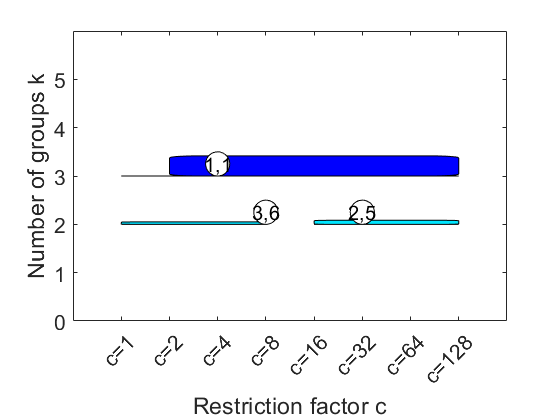 Number of groups k
5
4
3
2
1
0
1,1
3,6
2,5
c=1
c=2
c=4
c=8
c=16
c=32
c=64
c=128
Restriction factor c